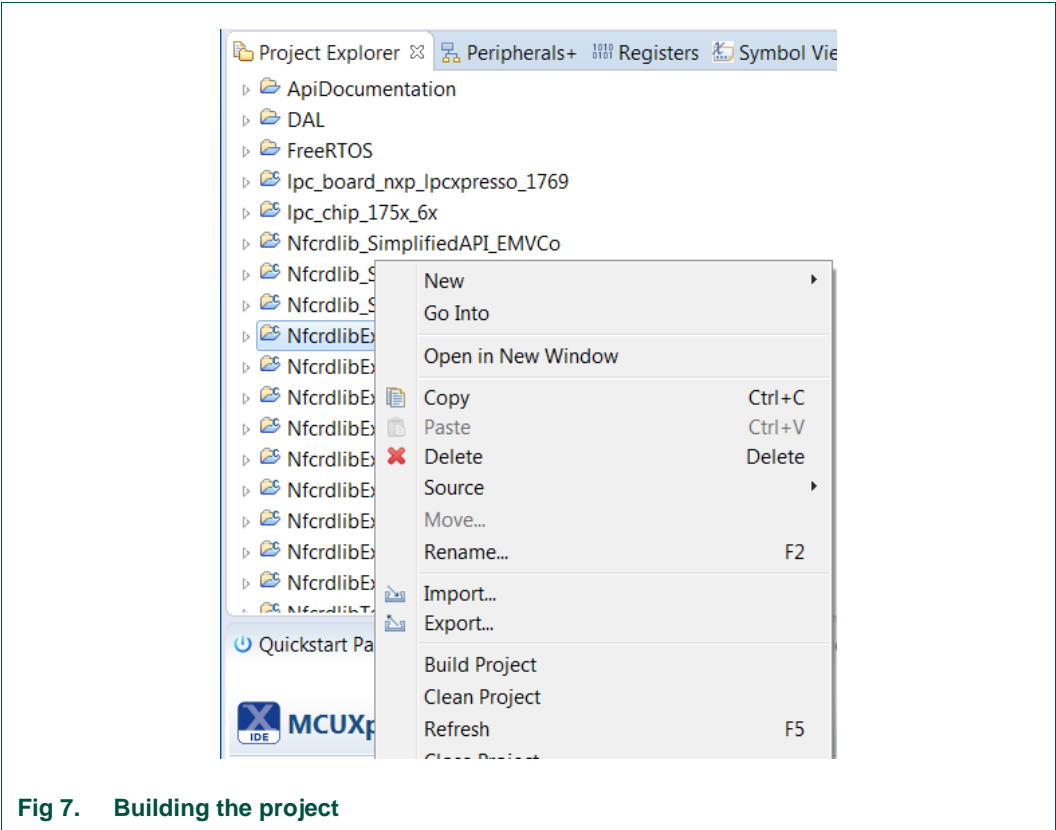 Project Explorer Peripherals+ Registers Symbol Vie
ApiDocumentation
DAL
FreeRTOS
lpc_board_nxp_lpcxpresso_1769
lpc_chip_175x_6x
Nfcrdlib_SimplifiedAPI_EMVCo
Nfcrdlib_S
Nfcrdlib_S
NfcrdlibEx
NfcrdlibEx
NfcrdlibEx
NfcrdlibEx
NfcrdlibEx
NfcrdlibEx
NfcrdlibEx
NfcrdlibEx
NfcrdlibEx
New
Go Into
Open in New Window
Copy Ctrl+C
Paste Ctrl+V
Delete Delete
Source
Move...
Rename... F2
Import...
Export...
Build Project
Clean Project
Refresh F5
Quickstart Pa
IDE MCUXp
Fig 7. Building the project